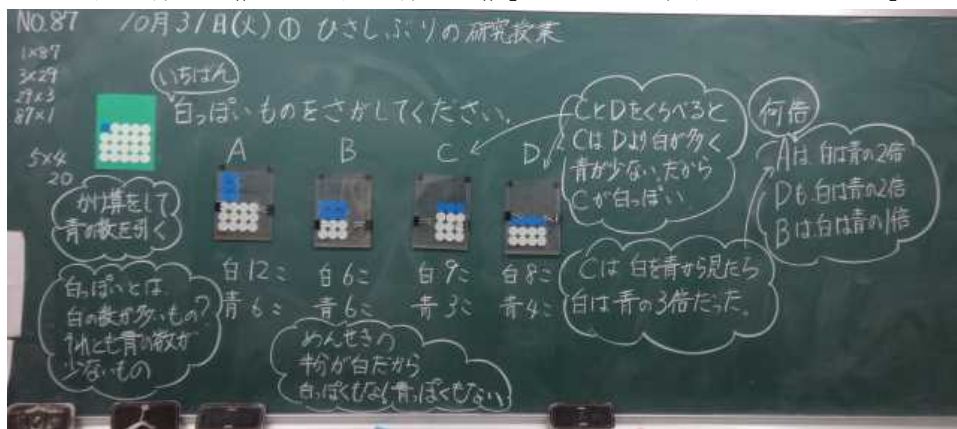 NO.87 10月31日(火)① ひさしぶりの研究授業
1×87
3×29
29×3
87×1
5×4
20
いちばん
白っぽいものをさがしてください。
A
B
C
D
白12こ
青6こ
白6こ
青6こ
白9こ
青3こ
白8こ
青4こ
かけ算をして
青の数を引く
白っぽいとは
白の数が多いもの?
それとも青の数が
少ないもの
めんせきの
半分が白だから
白っぽくもなく青っぽくもない
CとDをくらべると
CはDより白が多く
青が少ない。だから
Cが白っぽい
Cは白を青から見たら
白は青の3倍だった。
何倍
Aは白は青の2倍
Dも白は青の2倍
Bは白は青の1倍